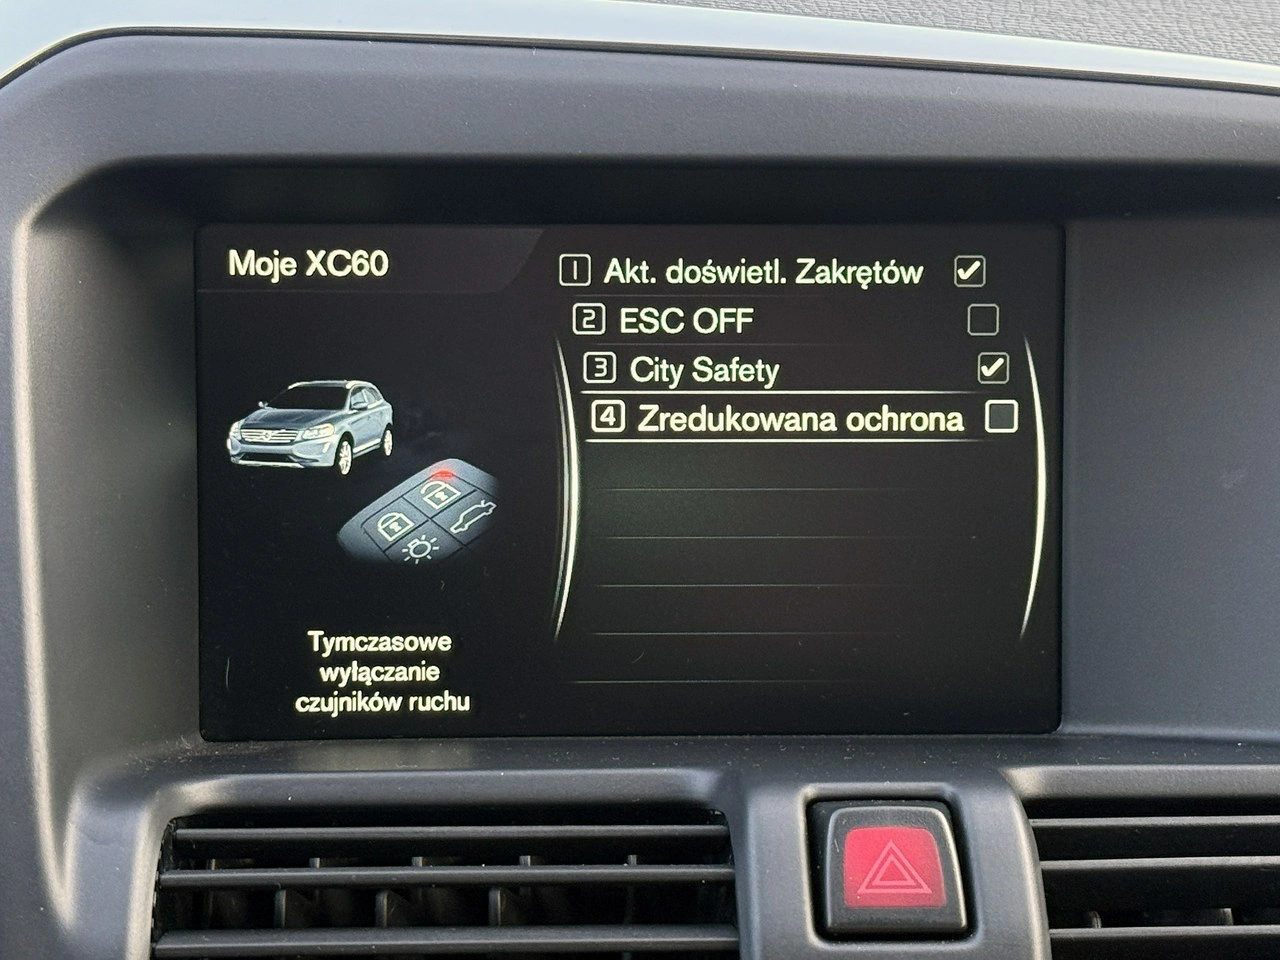 Moje XC60
1 Akt. doświetl. Zakrętów
2 ESC OFF
3 City Safety
4 Zredukowana ochrona
Tymczasowe
wyłączanie
czujników ruchu